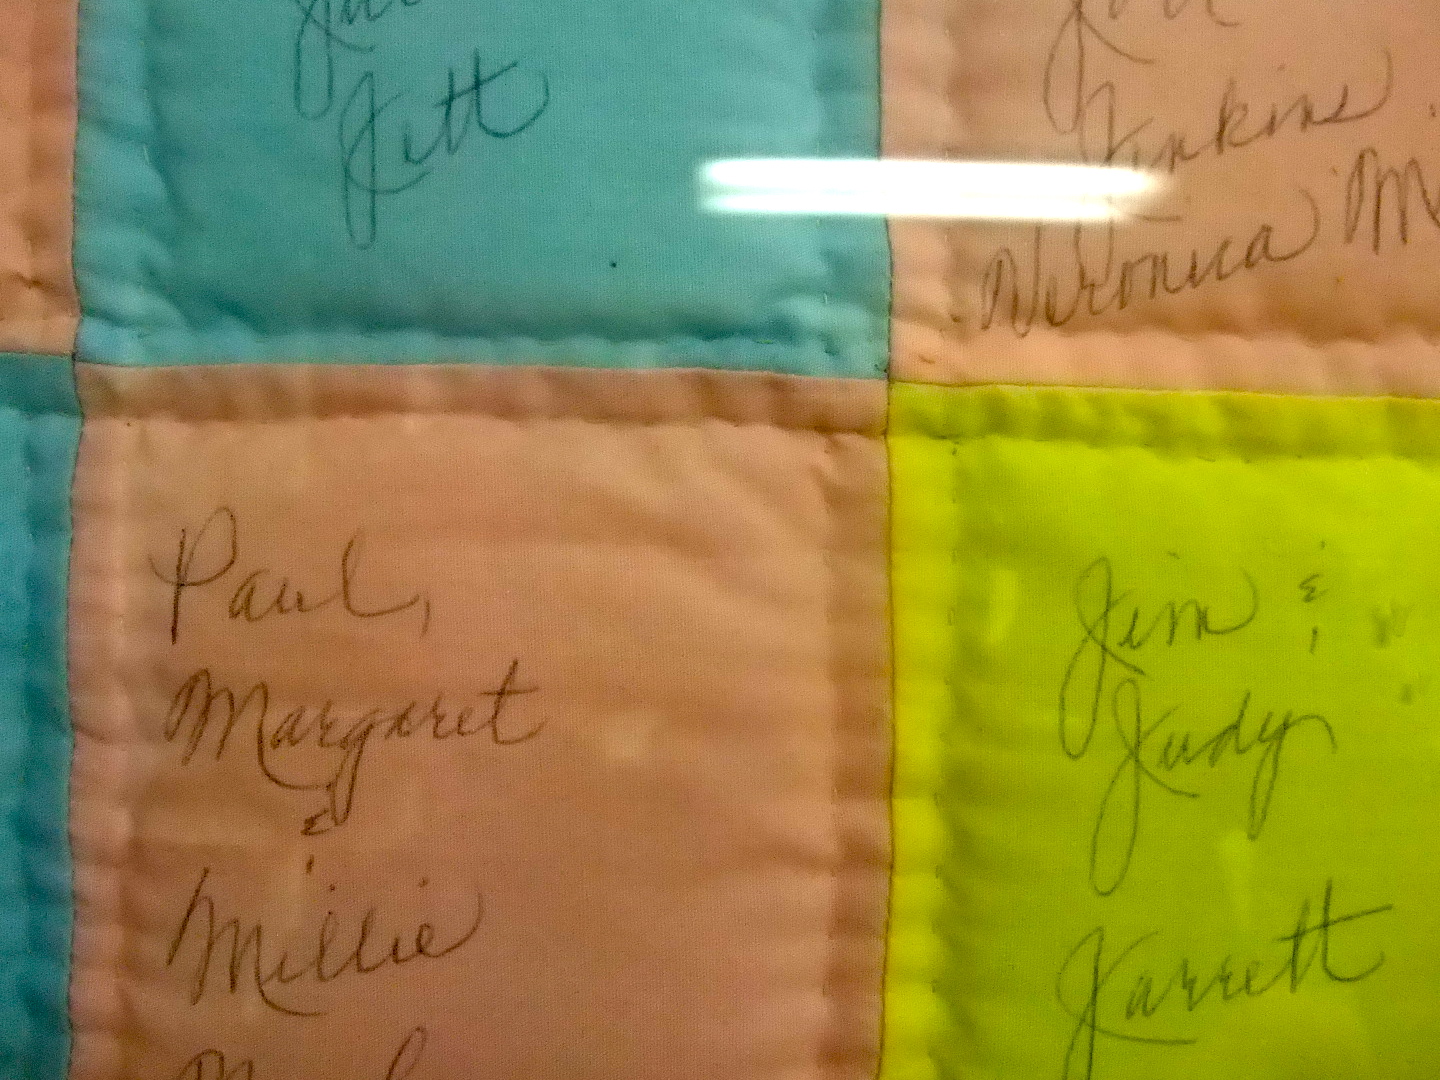 Jett
Jenkins
Veronica
Paul,
Margaret
&
Millie
Jim &
Judy
Jarrett